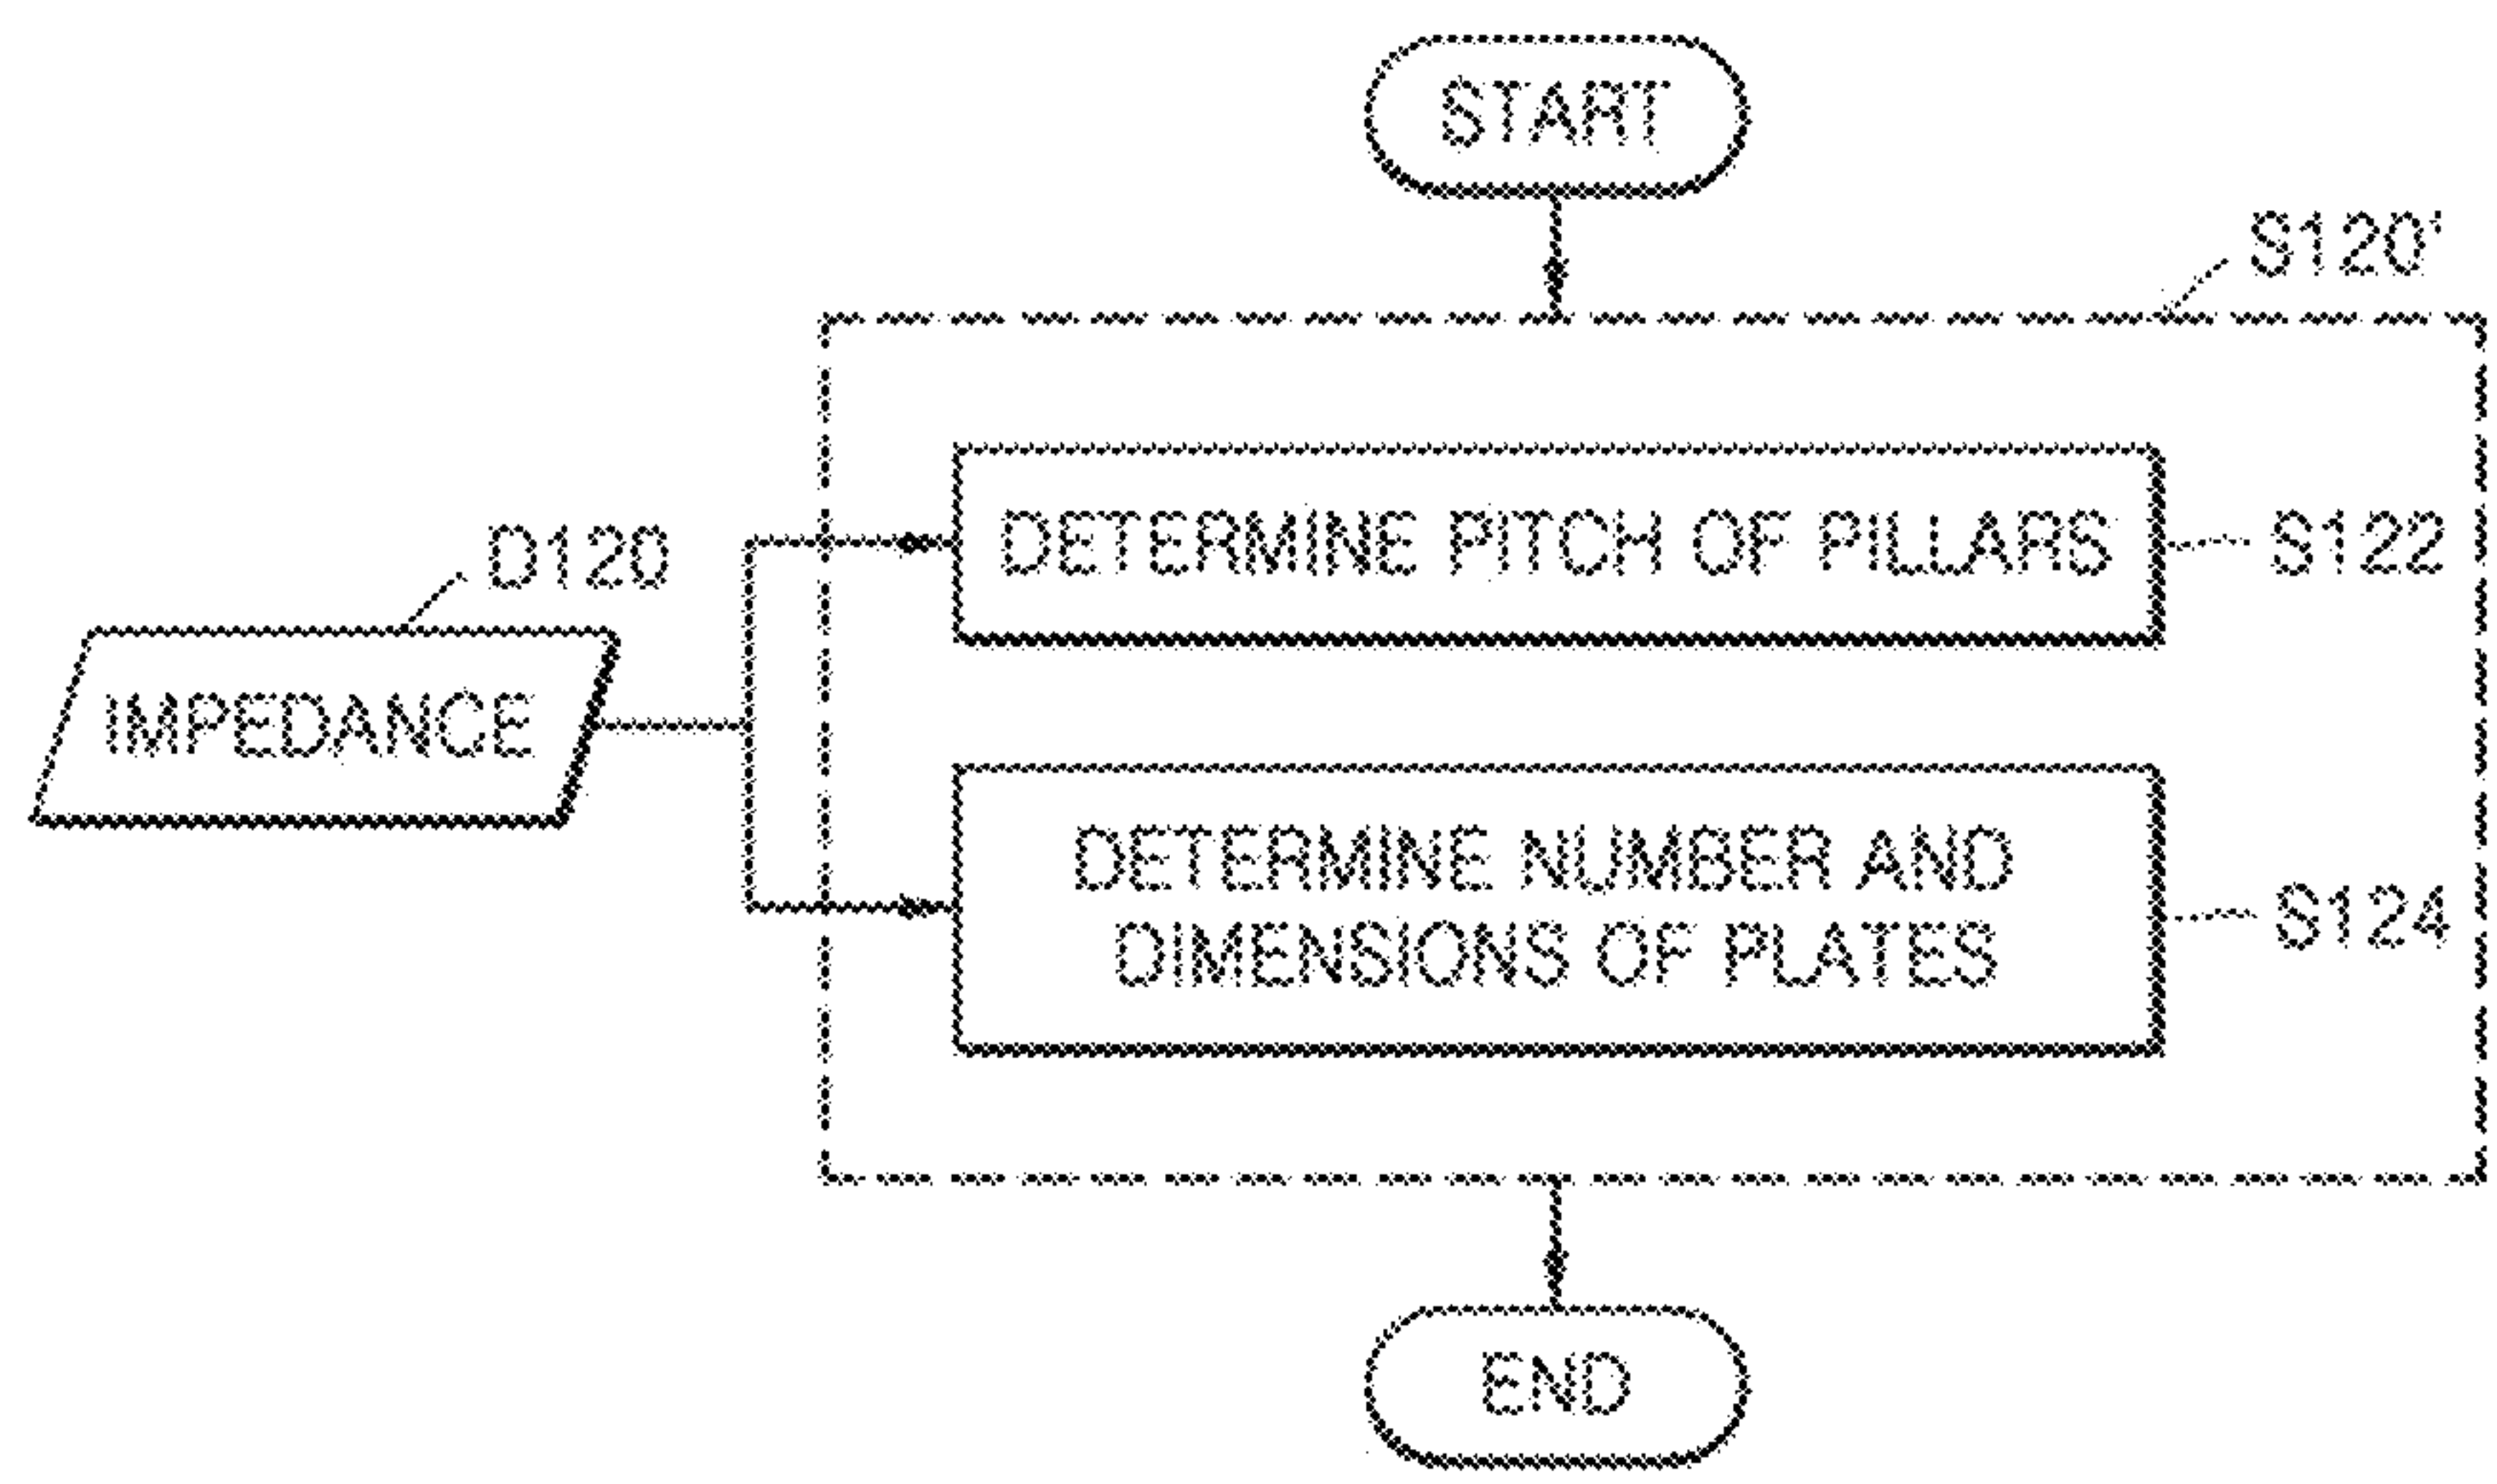 START
S120'
DETERMINE PITCH OF PILLARS
S122
D120
IMPEDANCE
DETERMINE NUMBER AND
DIMENSIONS OF PLATES
S124
END